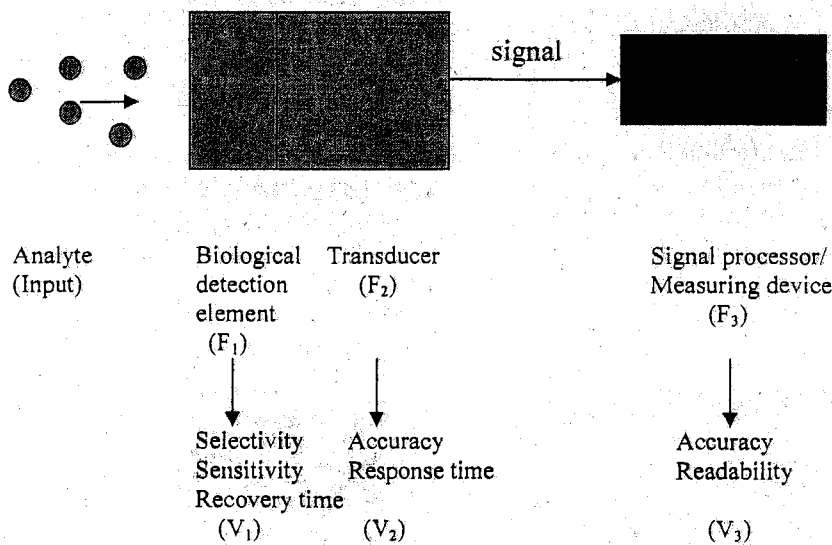 signal
Analyte
(Input)
Biological
detection
element
(F₁)
Transducer
(F₂)
Signal processor/
Measuring device
(F₃)
Selectivity
Sensitivity
Recovery time
(V₁)
Accuracy
Response time
(V₂)
Accuracy
Readability
(V₃)